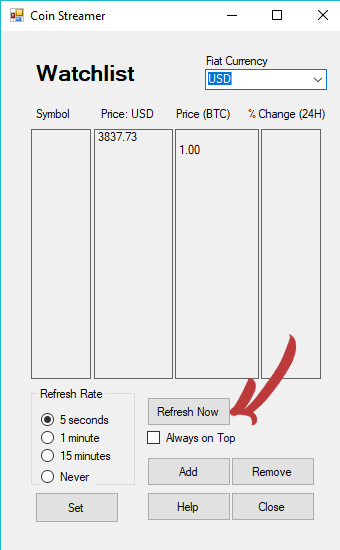 Coin Streamer
Fiat Currency
Watchlist
USD
Symbol Price: USD Price (BTC) % Change (24H)
3837.73
1.00
Refresh Rate
Refresh Now
5 seconds
1 minute Always on Top
15 minutes
Never
Add Remove
Set Help Close